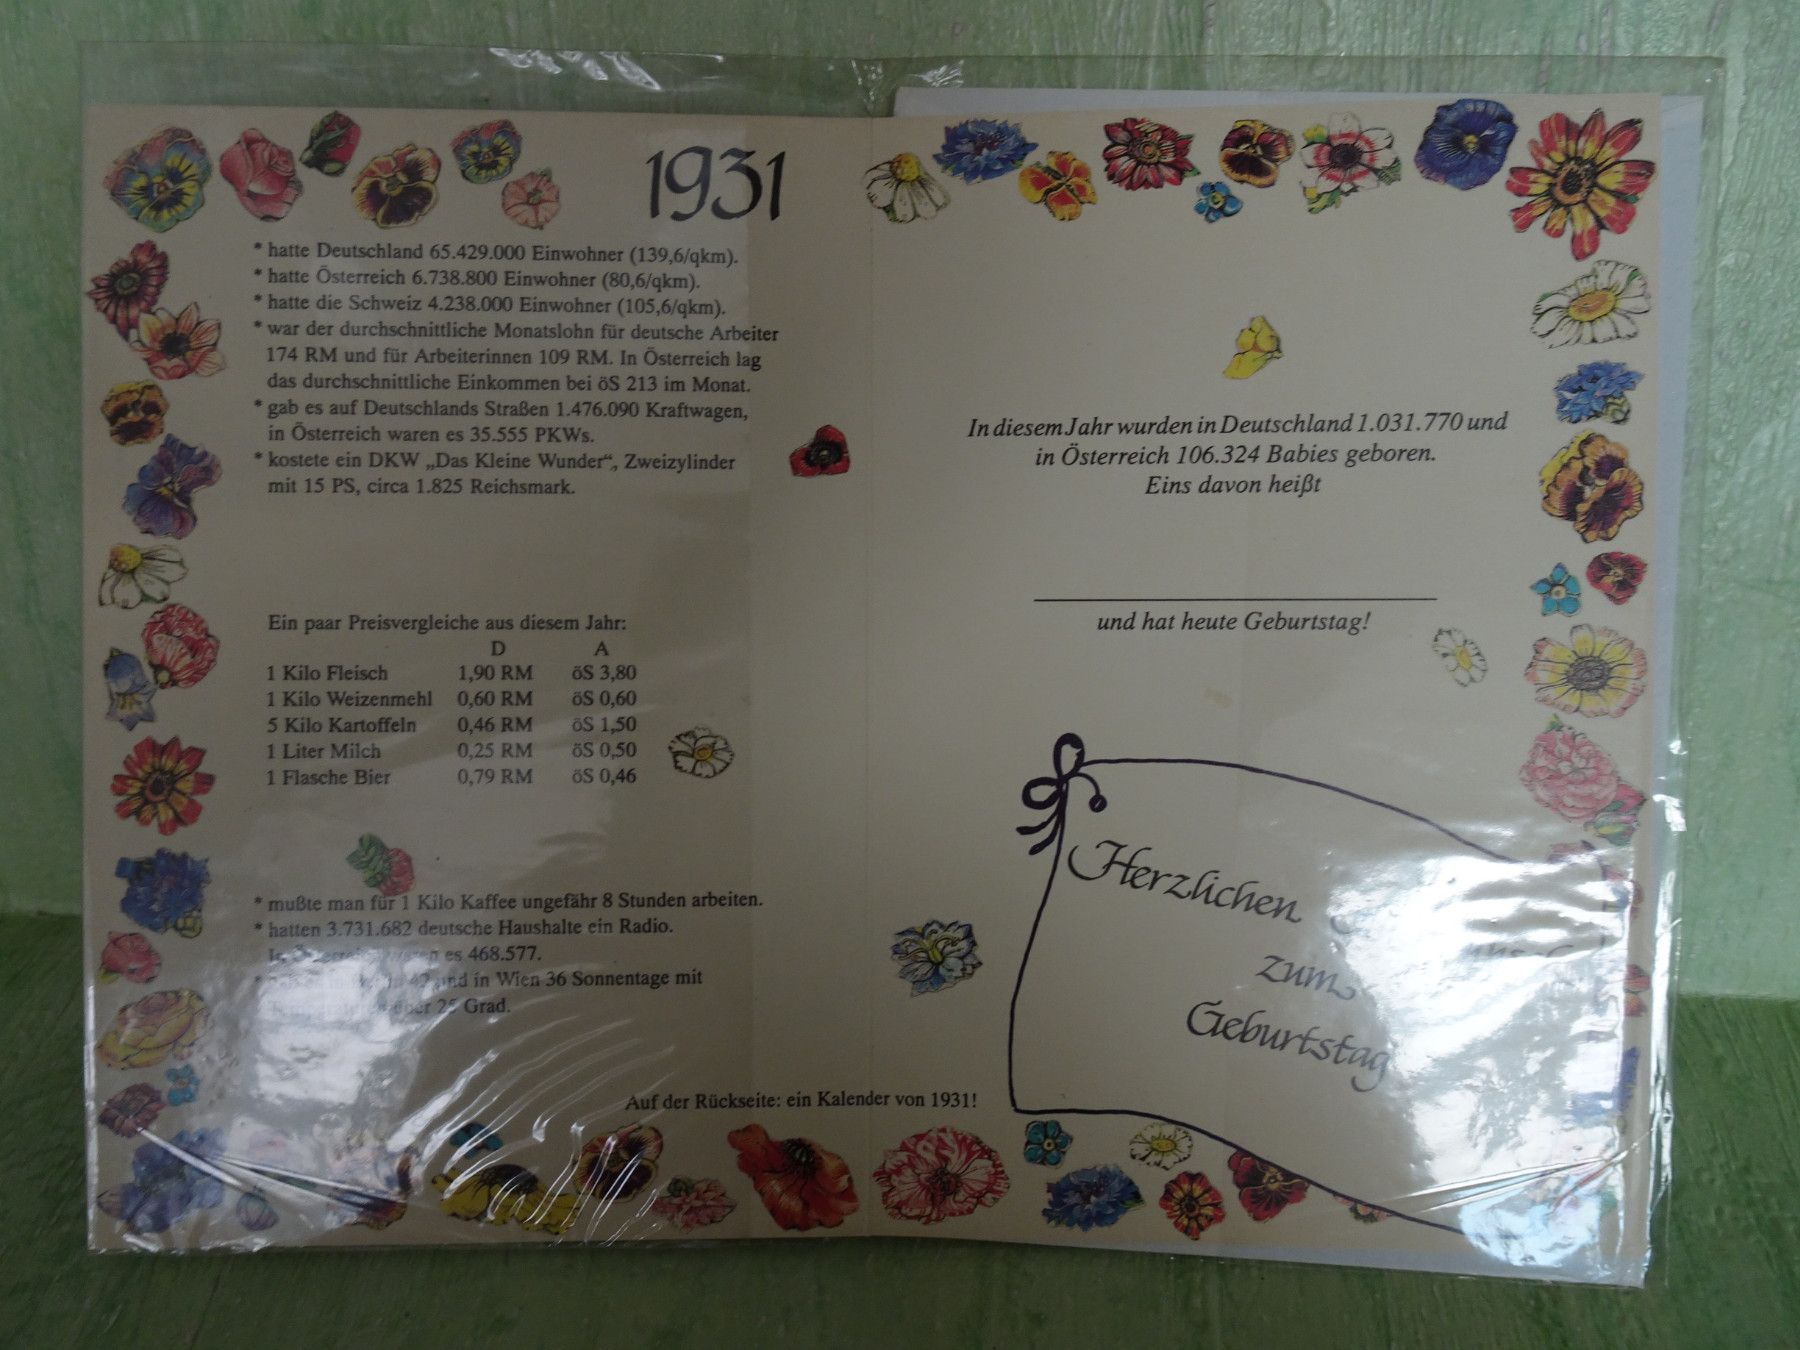 1931
* hatte Deutschland 65.429.000 Einwohner (139,6/qkm).
* hatte Österreich 6.738.800 Einwohner (80,6/qkm).
* hatte die Schweiz 4.238.000 Einwohner (105,6/qkm).
* war der durchschnittliche Monatslohn für deutsche Arbeiter
174 RM und für Arbeiterinnen 109 RM. In Österreich lag
das durchschnittliche Einkommen bei öS 213 im Monat.
* gab es auf Deutschlands Straßen 1.476.090 Kraftwagen,
in Österreich waren es 35.555 PKWs.
* kostete ein DKW „Das Kleine Wunder“, Zweizylinder
mit 15 PS, circa 1.825 Reichsmark.
Ein paar Preisvergleiche aus diesem Jahr:
D A
1 Kilo Fleisch 1,90 RM öS 3,80
1 Kilo Weizenmehl 0,60 RM öS 0,60
5 Kilo Kartoffeln 0,46 RM öS 1,50
1 Liter Milch 0,25 RM öS 0,50
1 Flasche Bier 0,79 RM öS 0,46
* mußte man für 1 Kilo Kaffee ungefähr 8 Stunden arbeiten.
* hatten 3.731.682 deutsche Haushalte ein Radio.
In Österreich waren es 468.577.
* und in Wien 36 Sonnentage mit
über 25 Grad.
Auf der Rückseite: ein Kalender von 1931!
In diesem Jahr wurden in Deutschland 1.031.770 und
in Österreich 106.324 Babies geboren.
Eins davon heißt
und hat heute Geburtstag!
Herzlichen
zum
Geburtstag